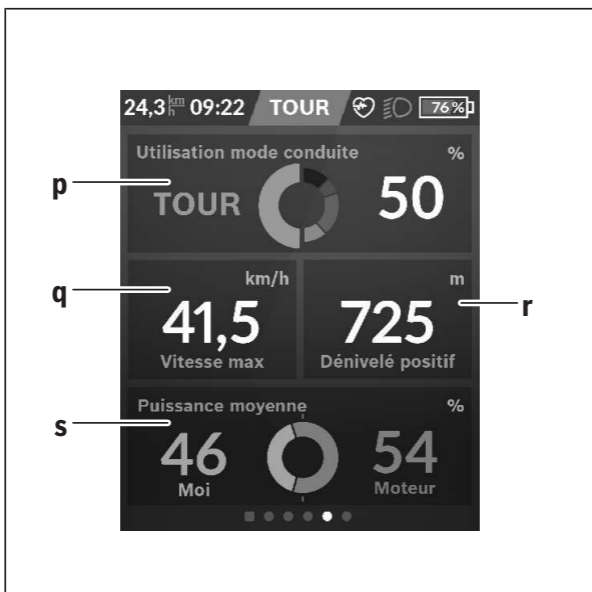 24,3 km/h 09:22 TOUR 76 %
Utilisation mode conduite %
p
TOUR 50
q
km/h
41,5
Vitesse max
m
725
Dénivelé positif
r
Puissance moyenne %
s
46 54
Moi Moteur